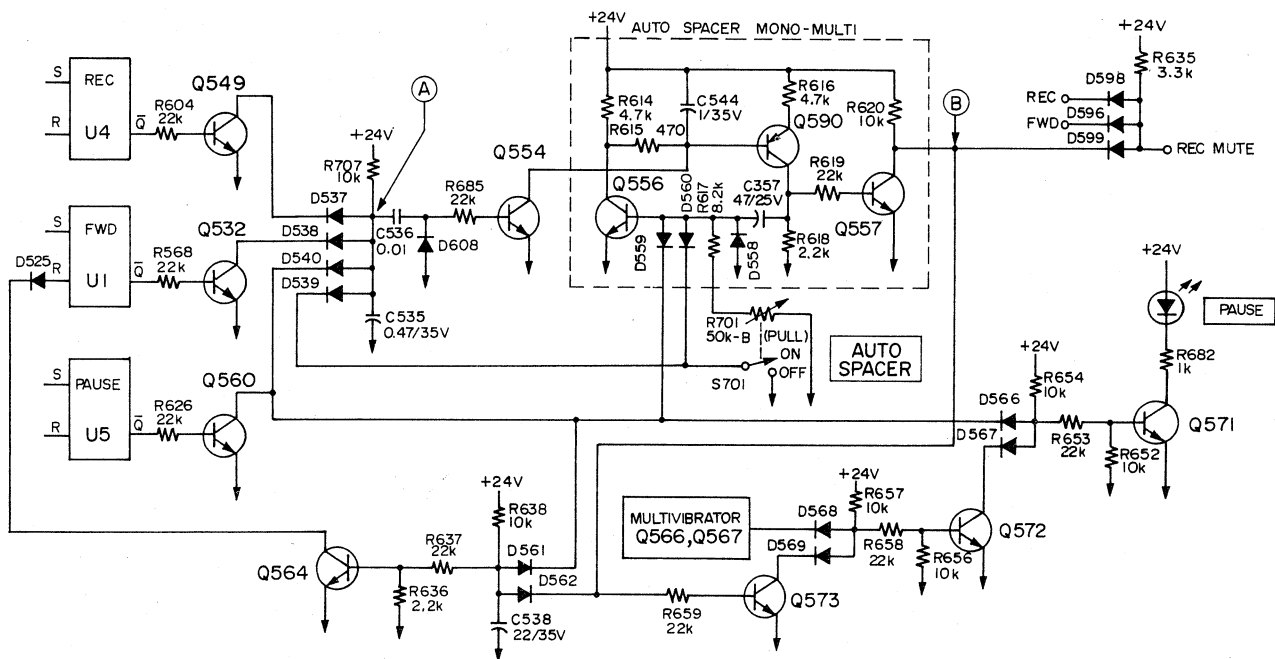 +24V
AUTO SPACER MONO-MULTI
+24V
S
REC
R
U4
Q̅
R604
22k
Q549
A
+24V
R707
10k
R614
4.7k
R615
470
C544
1/35V
R616
4.7k
R620
10k
Q590
B
D598
REC
D596
FWD
D599
R635
3.3k
REC MUTE
Q554
Q556
D560
R617
8.2k
C357
47/25V
R619
22k
Q557
S
FWD
R
U1
Q̅
D525
R568
22k
Q532
D537
D538
D540
D539
C536
0.01
R685
22k
D608
D559
D558
R618
2.2k
C535
0.47/35V
R701
50k-B
(PULL)
ON
OFF
S701
AUTO
SPACER
+24V
PAUSE
R682
1k
S
PAUSE
R
U5
Q̅
R626
22k
Q560
+24V
R654
10k
D566
D567
R653
22k
R652
10k
Q571
+24V
R638
10k
R637
22k
D561
D562
Q564
R636
2.2k
C538
22/35V
MULTIVIBRATOR
Q566,Q567
+24V
R657
10k
D568
D569
R658
22k
R656
10k
Q572
R659
22k
Q573